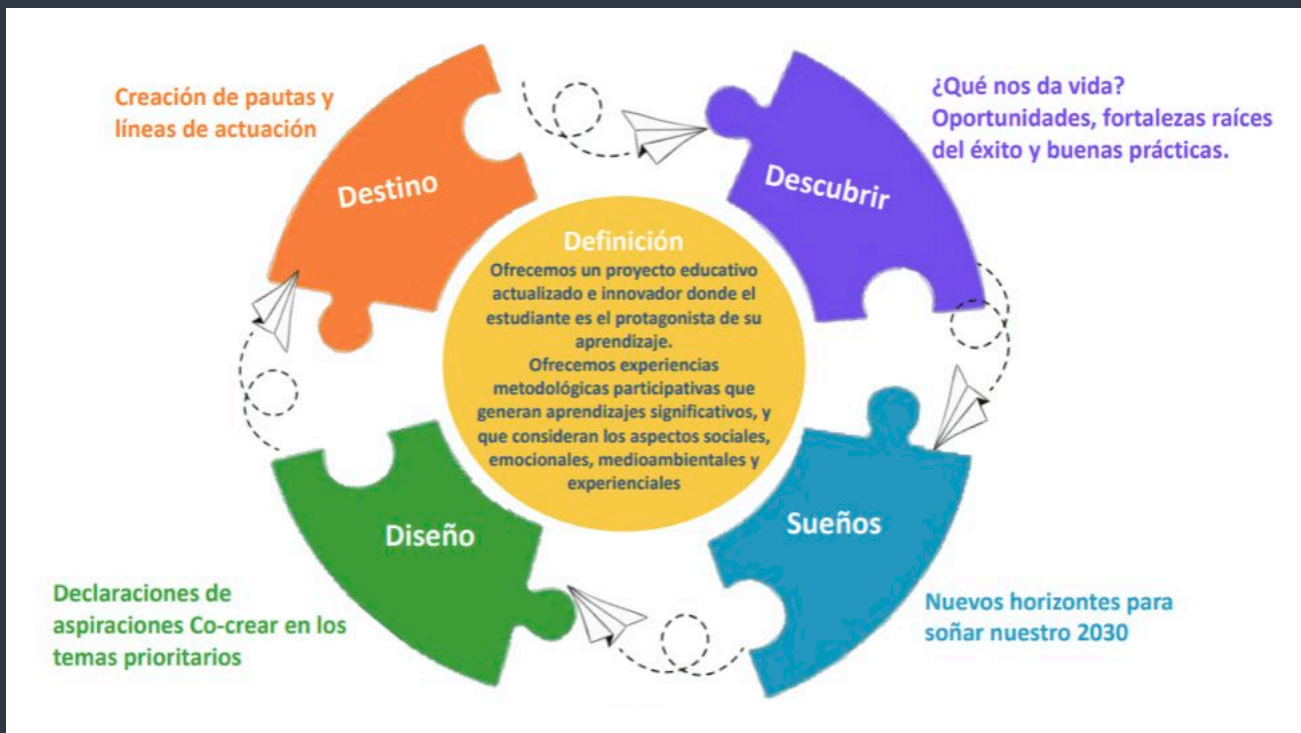 Creación de pautas y
líneas de actuación
Destino
¿Qué nos da vida?
Oportunidades, fortalezas raíces
del éxito y buenas prácticas.
Descubrir
Definición
Ofrecemos un proyecto educativo
actualizado e innovador donde el
estudiante es el protagonista de su
aprendizaje.
Ofrecemos experiencias
metodológicas participativas que
generan aprendizajes significativos, y
que consideran los aspectos sociales,
emocionales, medioambientales y
experienciales
Diseño
Declaraciones de
aspiraciones Co-crear en los
temas prioritarios
Sueños
Nuevos horizontes para
soñar nuestro 2030